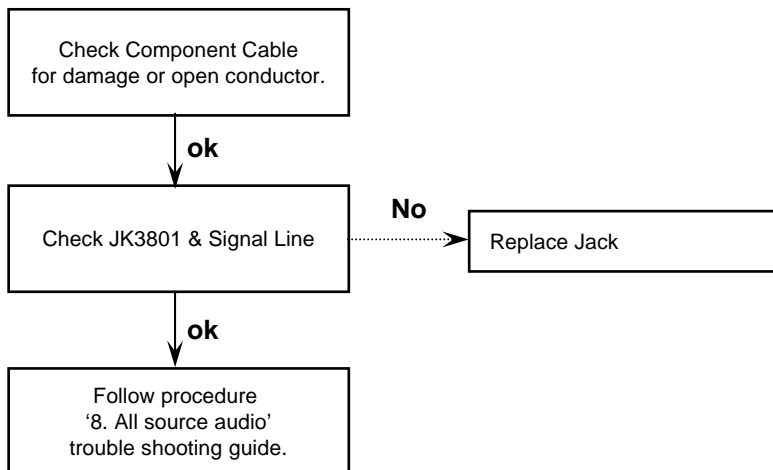 Check Component Cable
for damage or open conductor.
ok
Check JK3801 & Signal Line
No
Replace Jack
ok
Follow procedure
‘8. All source audio’
trouble shooting guide.